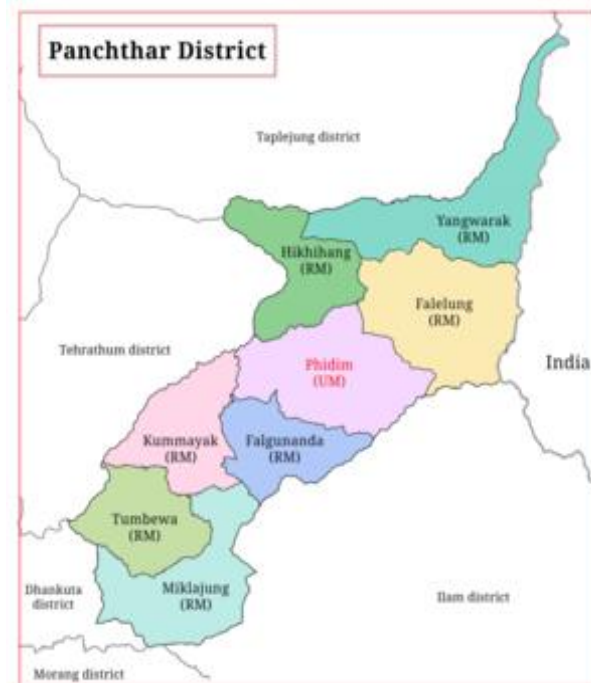 Panchthar District
Taplejung district
Yangwarak
(RM)
Hikhihang
(RM)
Falelung
(RM)
Tehrathum district
India
Phidim
(UM)
Kummayak
(RM)
Falgunanda
(RM)
Tumbewa
(RM)
Dhankuta
district
Miklajung
(RM)
Ilam district
Morang district